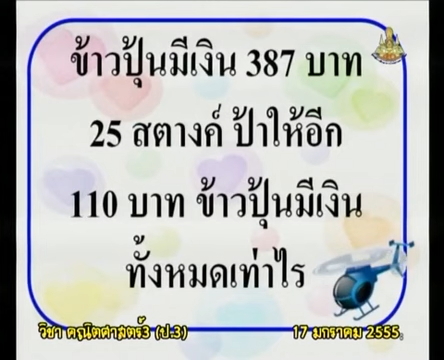 ข้าวปุ้นมีเงิน 387 บาท
25 สตางค์ ป้าให้อีก
110 บาท ข้าวปุ้นมีเงิน
ทั้งหมดเท่าไร
วิชา คณิตศาสตร์3 (ป.3)
17 มกราคม 2555